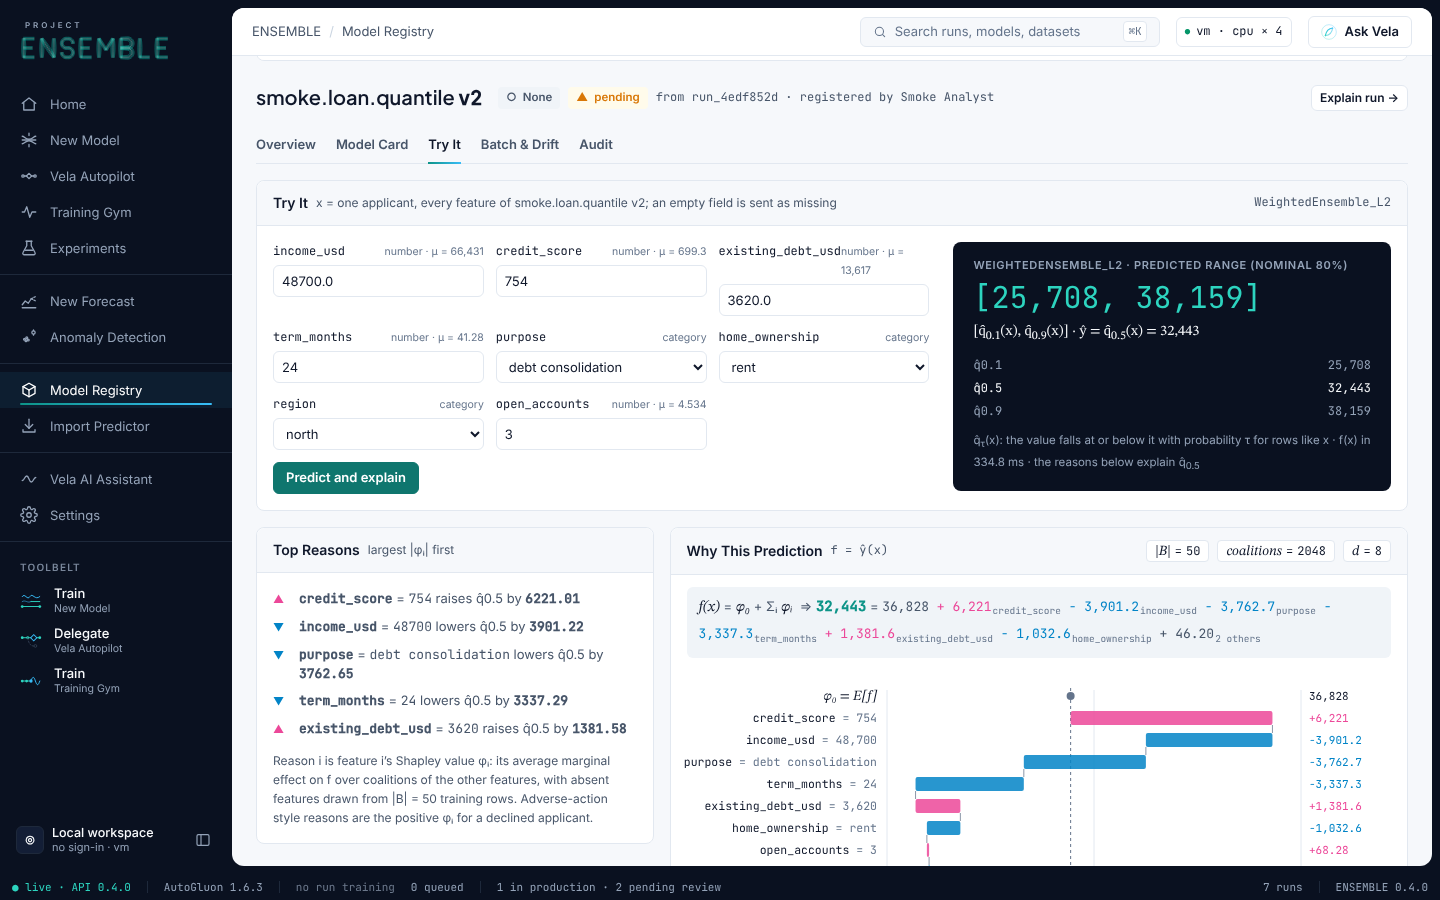 PROJECT
ENSEMBLE
Home
New Model
Vela Autopilot
Training Gym
Experiments
New Forecast
Anomaly Detection
Model Registry
Import Predictor
Vela AI Assistant
Settings
TOOLBELT
Train
New Model
Delegate
Vela Autopilot
Train
Training Gym
Local workspace
no sign-in · vm
ENSEMBLE / Model Registry
Search runs, models, datasets ⌘K
vm · cpu × 4
Ask Vela
smoke.loan.quantile v2 None pending from run_4edf852d · registered by Smoke Analyst
Explain run →
Overview Model Card Try It Batch & Drift Audit
Try It x = one applicant, every feature of smoke.loan.quantile v2; an empty field is sent as missing
WeightedEnsemble_L2
income_usd number · μ = 66,431
48700.0
credit_score number · μ = 699.3
754
existing_debt_usd number · μ =
13,617
3620.0
term_months number · μ = 41.28
24
purpose category
debt consolidation
home_ownership category
rent
region category
north
open_accounts number · μ = 4.534
3
Predict and explain
WEIGHTEDENSEMBLE_L2 · PREDICTED RANGE (NOMINAL 80%)
[25,708, 38,159]
[q̂0.1(x), q̂0.9(x)] · ŷ = q̂0.5(x) = 32,443
q̂0.1 25,708
q̂0.5 32,443
q̂0.9 38,159
q̂τ(x): the value falls at or below it with probability τ for rows like x · f(x) in
334.8 ms · the reasons below explain q̂0.5
Top Reasons largest |φᵢ| first
▲ credit_score = 754 raises q̂0.5 by 6221.01
▼ income_usd = 48700 lowers q̂0.5 by 3901.22
▼ purpose = debt consolidation lowers q̂0.5 by
3762.65
▼ term_months = 24 lowers q̂0.5 by 3337.29
▲ existing_debt_usd = 3620 raises q̂0.5 by 1381.58
Reason i is feature i's Shapley value φᵢ: its average marginal
effect on f over coalitions of the other features, with absent
features drawn from |B| = 50 training rows. Adverse-action
style reasons are the positive φᵢ for a declined applicant.
Why This Prediction f = ŷ(x)
|B| = 50 coalitions = 2048 d = 8
f(x) = φ₀ + Σᵢ φᵢ ⇒ 32,443 = 36,828 + 6,221credit_score - 3,901.2income_usd - 3,762.7purpose -
3,337.3term_months + 1,381.6existing_debt_usd - 1,032.6home_ownership + 46.202 others
φ₀ = E[f] 36,828
credit_score = 754 +6,221
income_usd = 48,700 -3,901.2
purpose = debt consolidation -3,762.7
term_months = 24 -3,337.3
existing_debt_usd = 3,620 +1,381.6
home_ownership = rent -1,032.6
open_accounts = 3 +68.28
live · API 0.4.0 AutoGluon 1.6.3 no run training 0 queued 1 in production · 2 pending review 7 runs ENSEMBLE 0.4.0